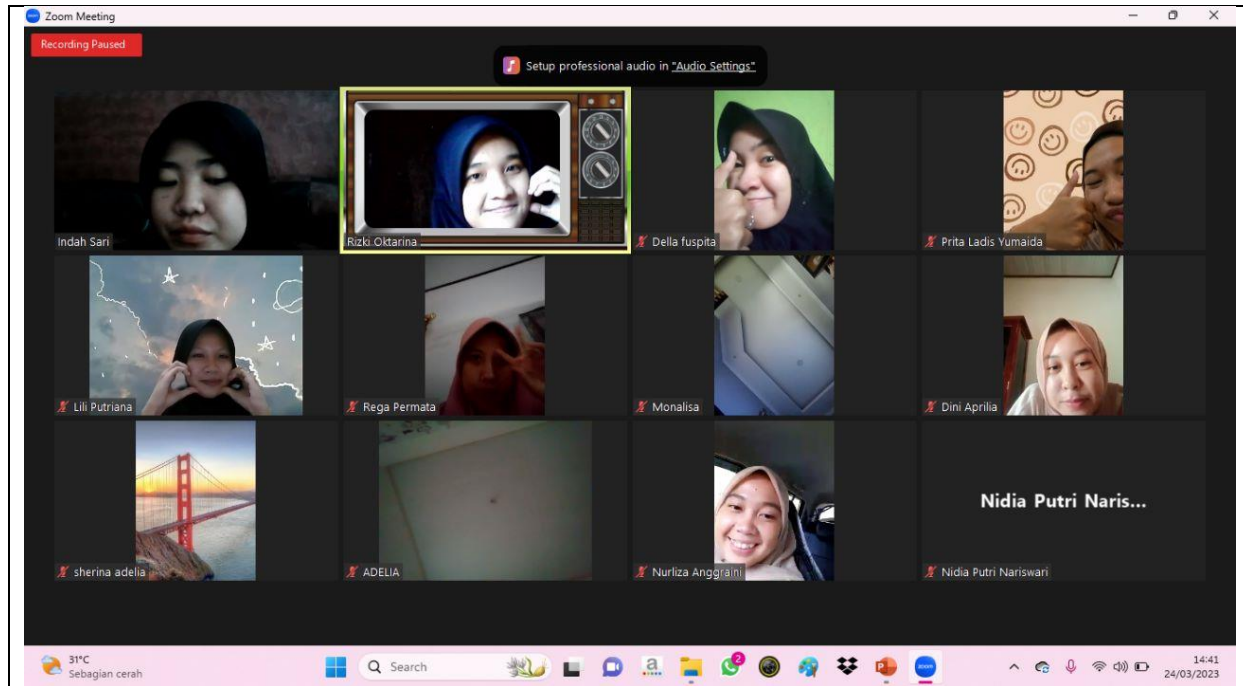 Zoom Meeting
Recording Paused
Setup professional audio in "Audio Settings"
Indah Sari
Rizki Oktarina
Della fuspita
Prita Ladis Yumaida
Lili Putriana
Rega Permata
Monalisa
Dini Aprilia
sherina adelia
ADELIA
Nurliza Anggraini
Nidia Putri Naris...
Nidia Putri Nariswari
31°C
Sebagian cerah
Search
a
2
zoom
14:41
24/03/2023